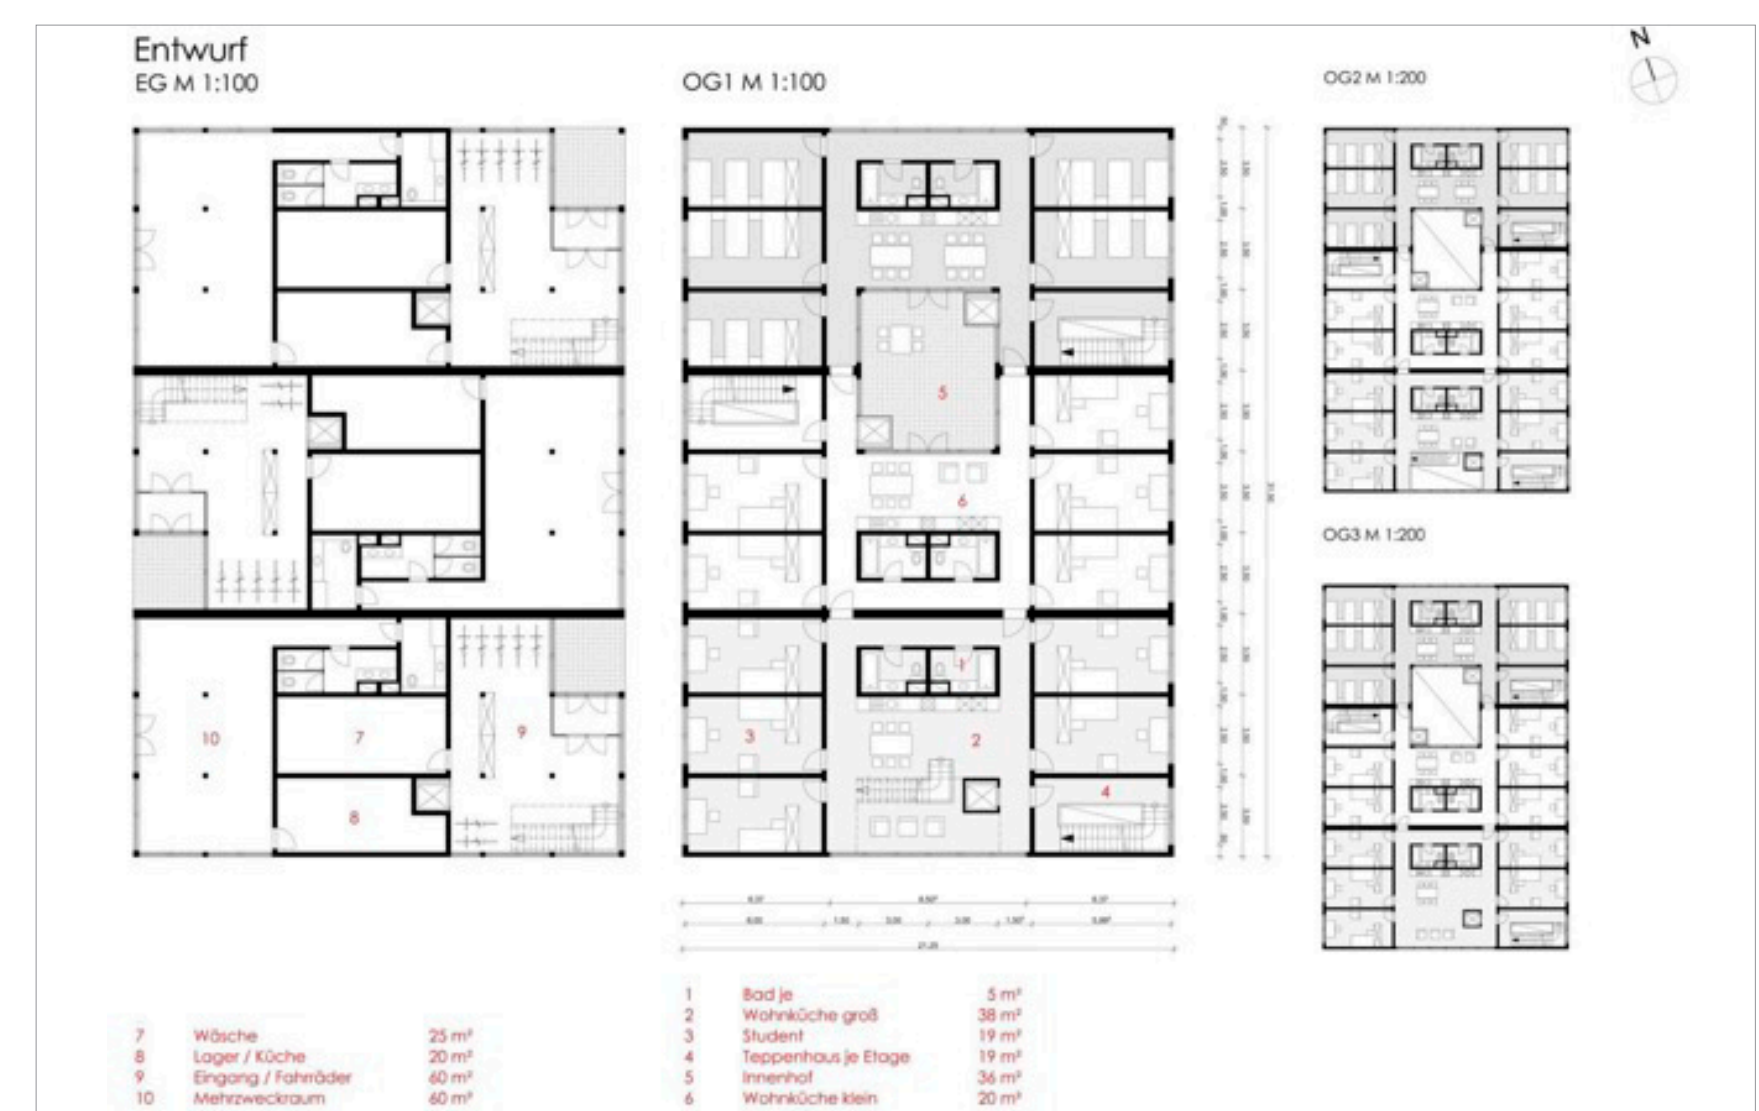 Entwurf
EG M 1:100
OG1 M 1:100
OG2 M 1:200
N
5
6
OG3 M 1:200
1
10
7
9
3
2
8
4
21,25
7 Wäsche 25 m²
8 Lager / Küche 20 m²
9 Eingang / Fahrräder 60 m²
10 Mehrzweckraum 60 m²
1 Bad je 5 m²
2 Wohnküche groß 38 m²
3 Student 19 m²
4 Teppenhaus je Etage 19 m²
5 Innenhof 36 m²
6 Wohnküche klein 20 m²